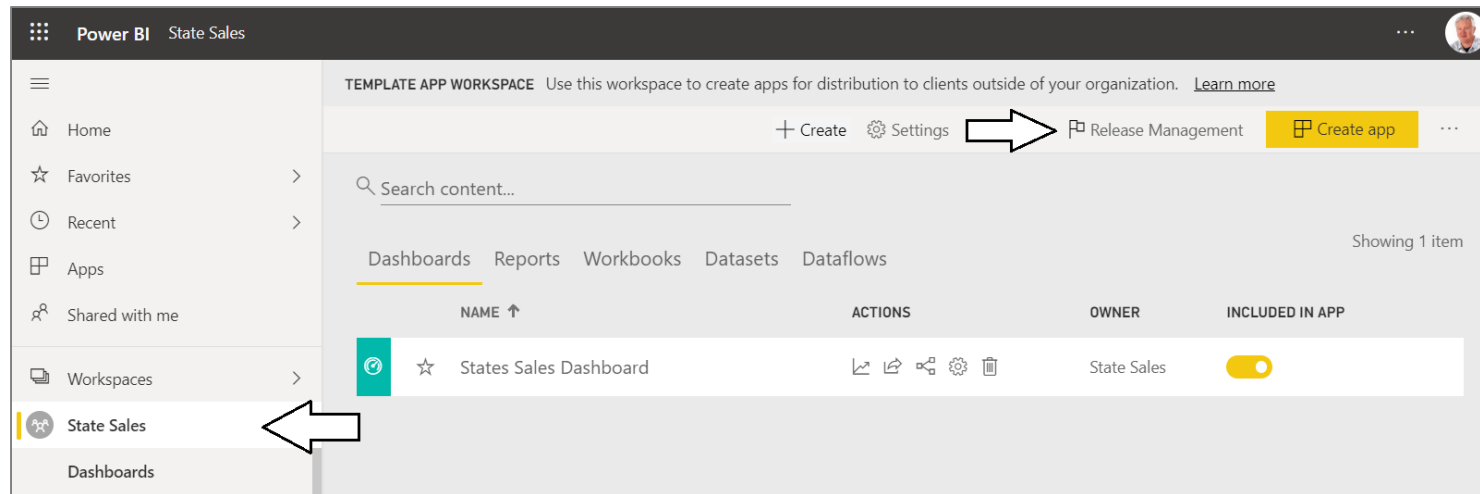 Power BI State Sales ...
TEMPLATE APP WORKSPACE Use this workspace to create apps for distribution to clients outside of your organization. Learn more
Home
Favorites
Recent
Apps
Shared with me
Workspaces
State Sales
Dashboards
+ Create Settings Release Management Create app ...
Search content...
Showing 1 item
Dashboards Reports Workbooks Datasets Dataflows
NAME ↑ ACTIONS OWNER INCLUDED IN APP
States Sales Dashboard State Sales